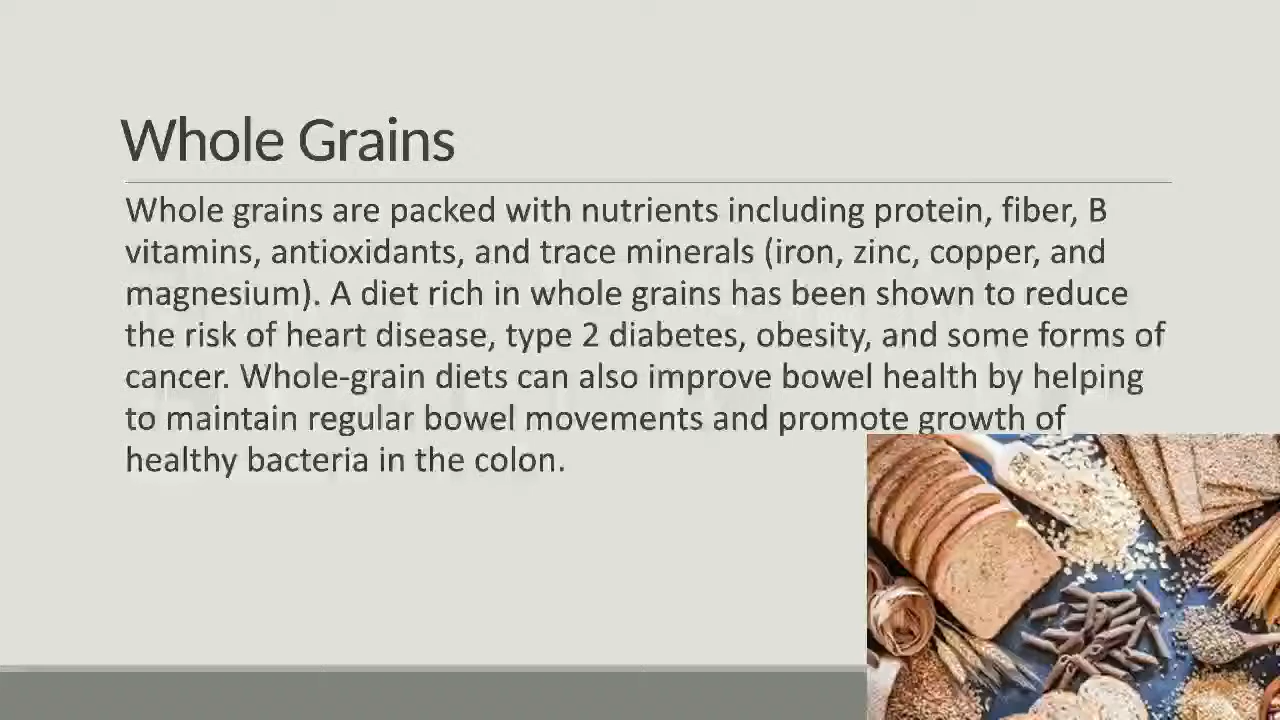 Whole Grains
Whole grains are packed with nutrients including protein, fiber, B
vitamins, antioxidants, and trace minerals (iron, zinc, copper, and
magnesium). A diet rich in whole grains has been shown to reduce
the risk of heart disease, type 2 diabetes, obesity, and some forms of
cancer. Whole-grain diets can also improve bowel health by helping
to maintain regular bowel movements and promote growth of
healthy bacteria in the colon.